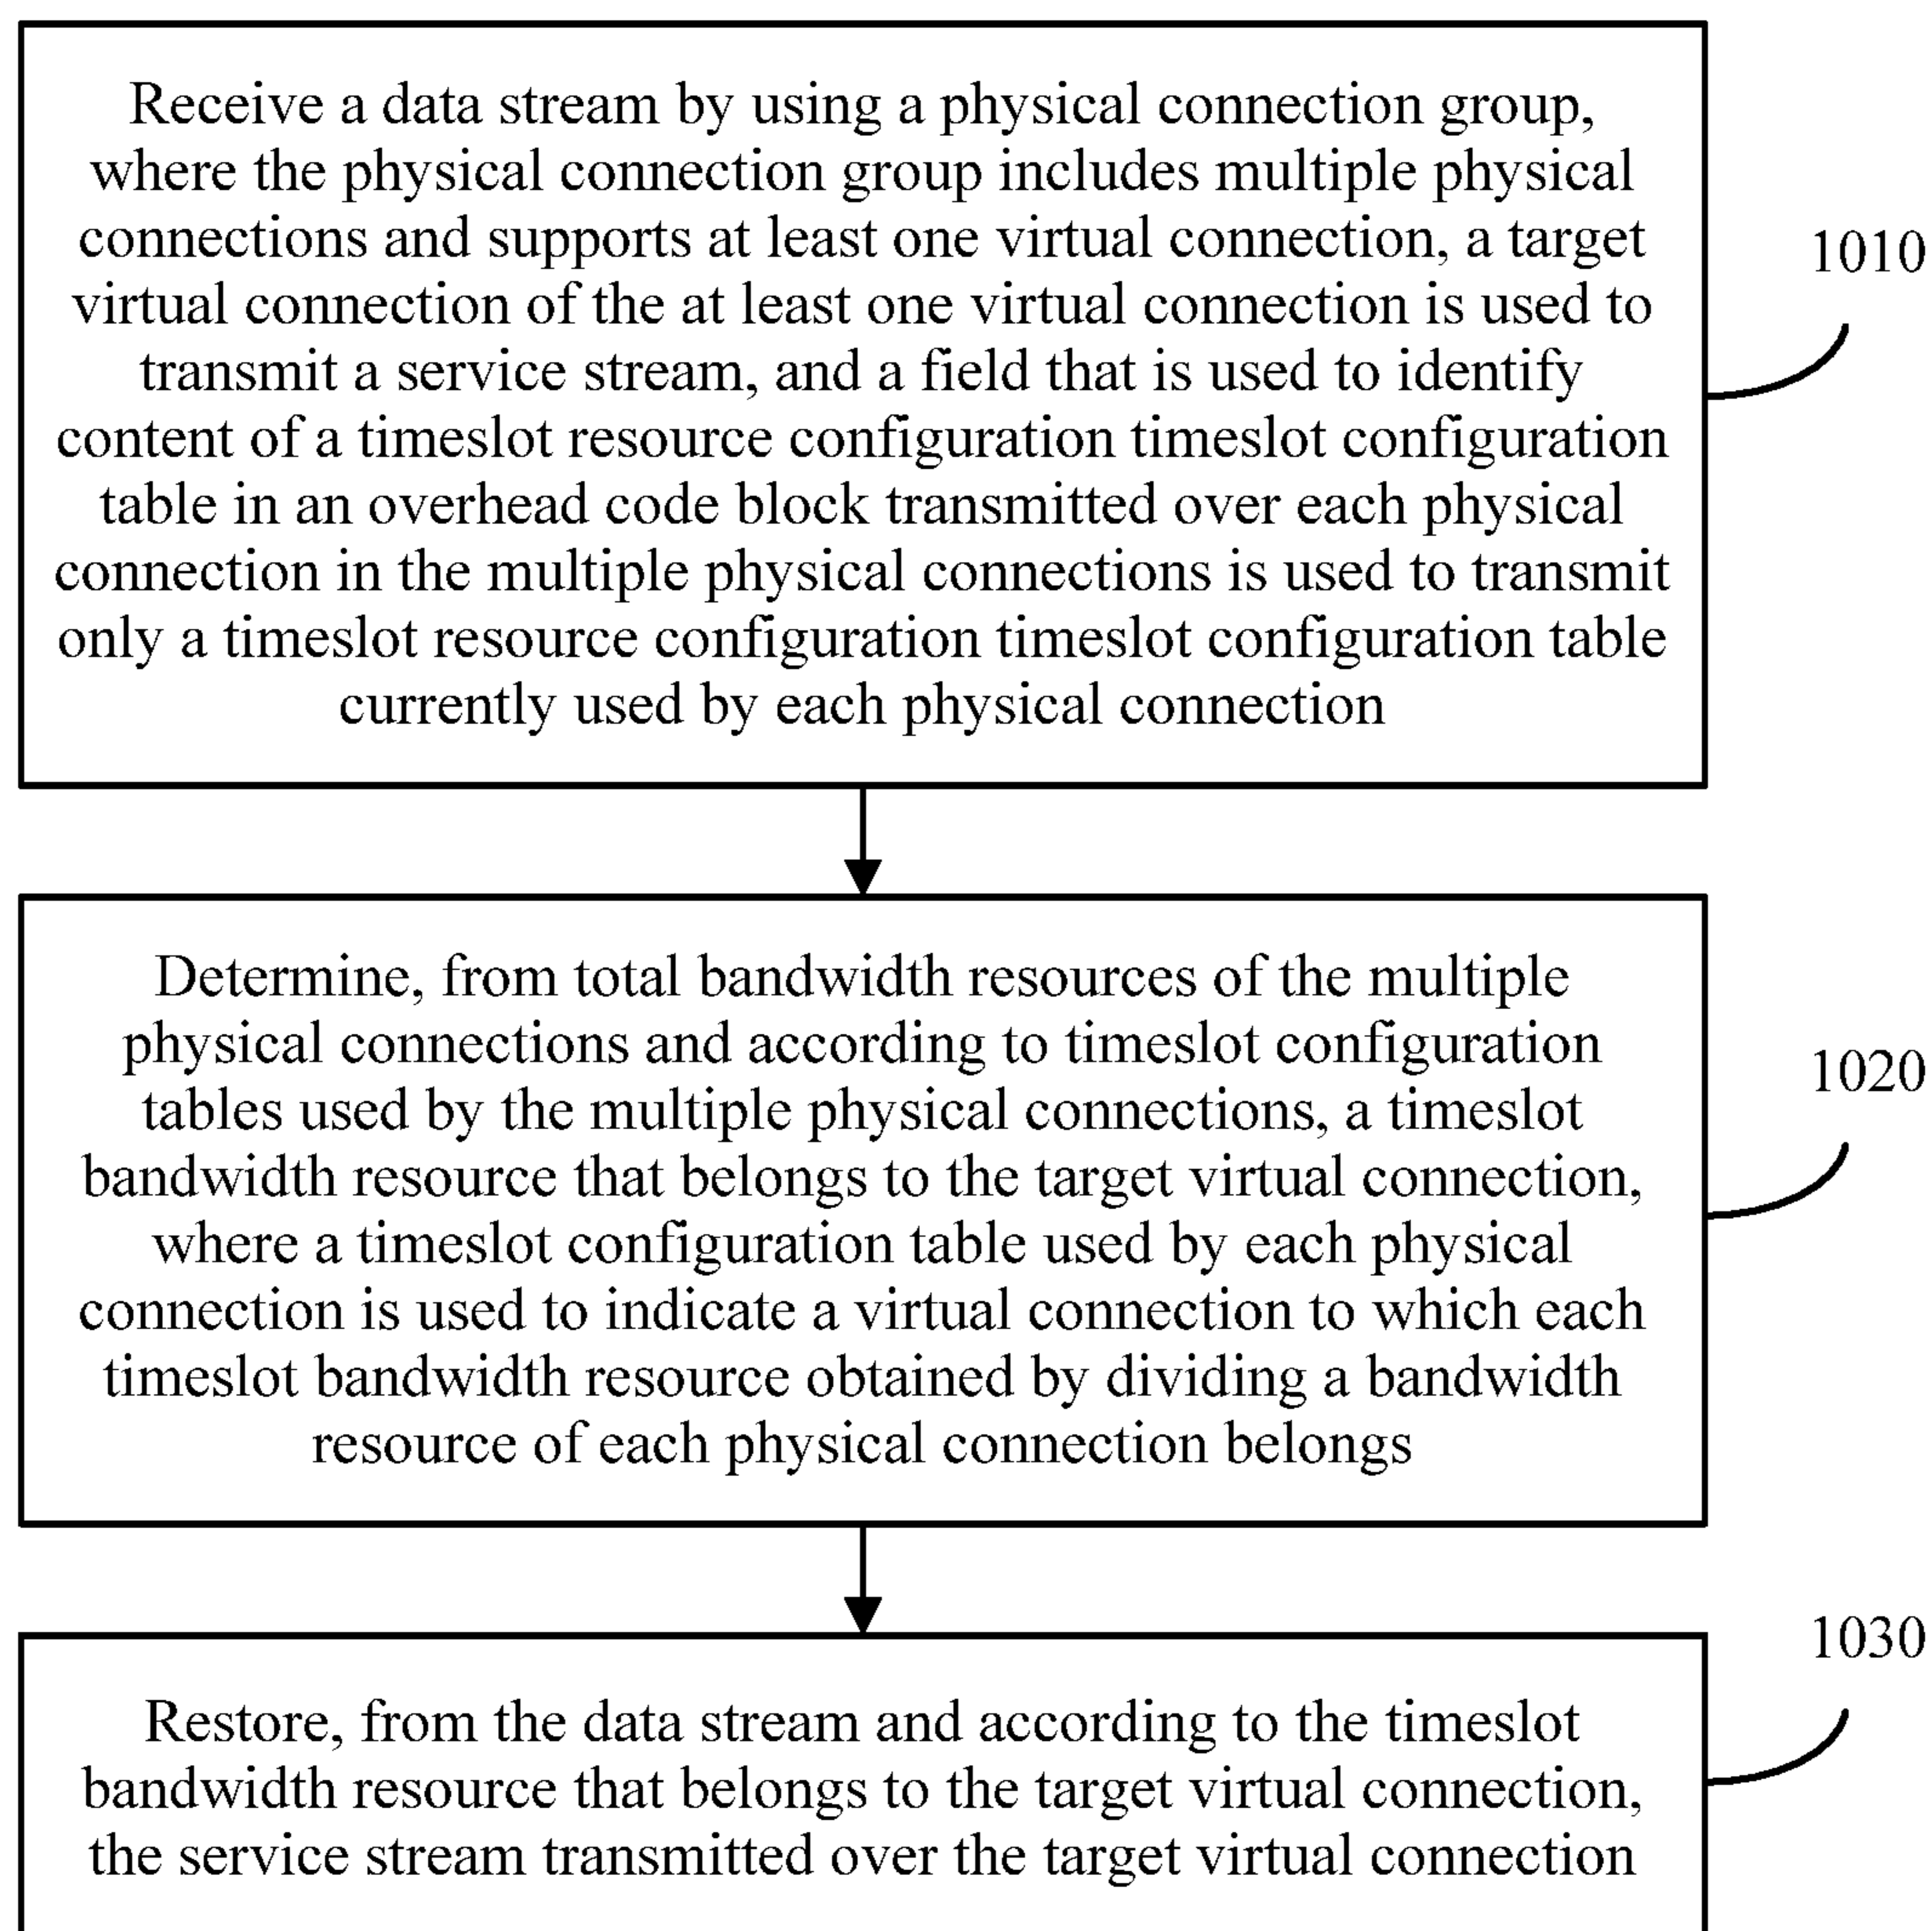 Receive a data stream by using a physical connection group,
where the physical connection group includes multiple physical
connections and supports at least one virtual connection, a target
virtual connection of the at least one virtual connection is used to
transmit a service stream, and a field that is used to identify
content of a timeslot resource configuration timeslot configuration
table in an overhead code block transmitted over each physical
connection in the multiple physical connections is used to transmit
only a timeslot resource configuration timeslot configuration table
currently used by each physical connection
1010
Determine, from total bandwidth resources of the multiple
physical connections and according to timeslot configuration
tables used by the multiple physical connections, a timeslot
bandwidth resource that belongs to the target virtual connection,
where a timeslot configuration table used by each physical
connection is used to indicate a virtual connection to which each
timeslot bandwidth resource obtained by dividing a bandwidth
resource of each physical connection belongs
1020
Restore, from the data stream and according to the timeslot
bandwidth resource that belongs to the target virtual connection,
the service stream transmitted over the target virtual connection
1030